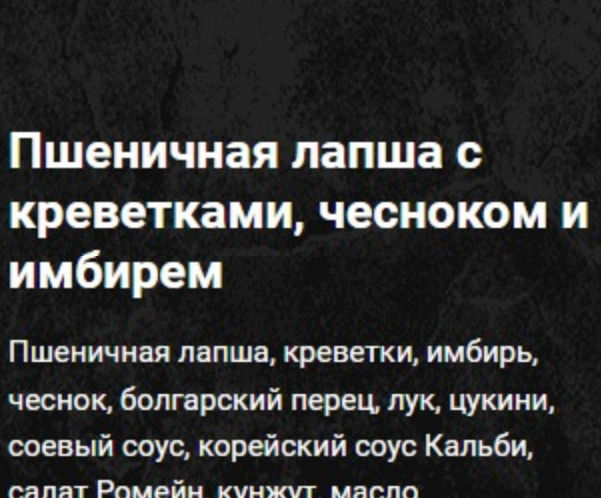 Пшеничная лапша с
креветками, чесноком и
имбирем
Пшеничная лапша, креветки, имбирь,
чеснок, болгарский перец, лук, цукини,
соевый соус, корейский соус Кальби,
салат Ромейн, кунжут, масло